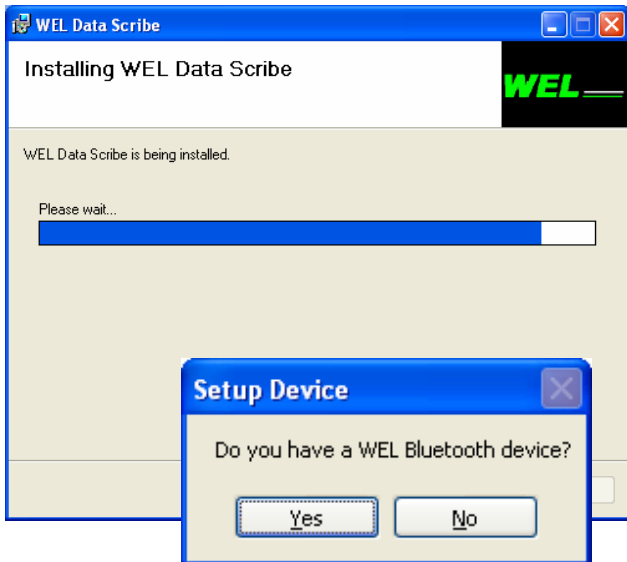 WEL Data Scribe
Installing WEL Data Scribe
WEL
WEL Data Scribe is being installed.
Please wait...
Setup Device
Do you have a WEL Bluetooth device?
Yes No